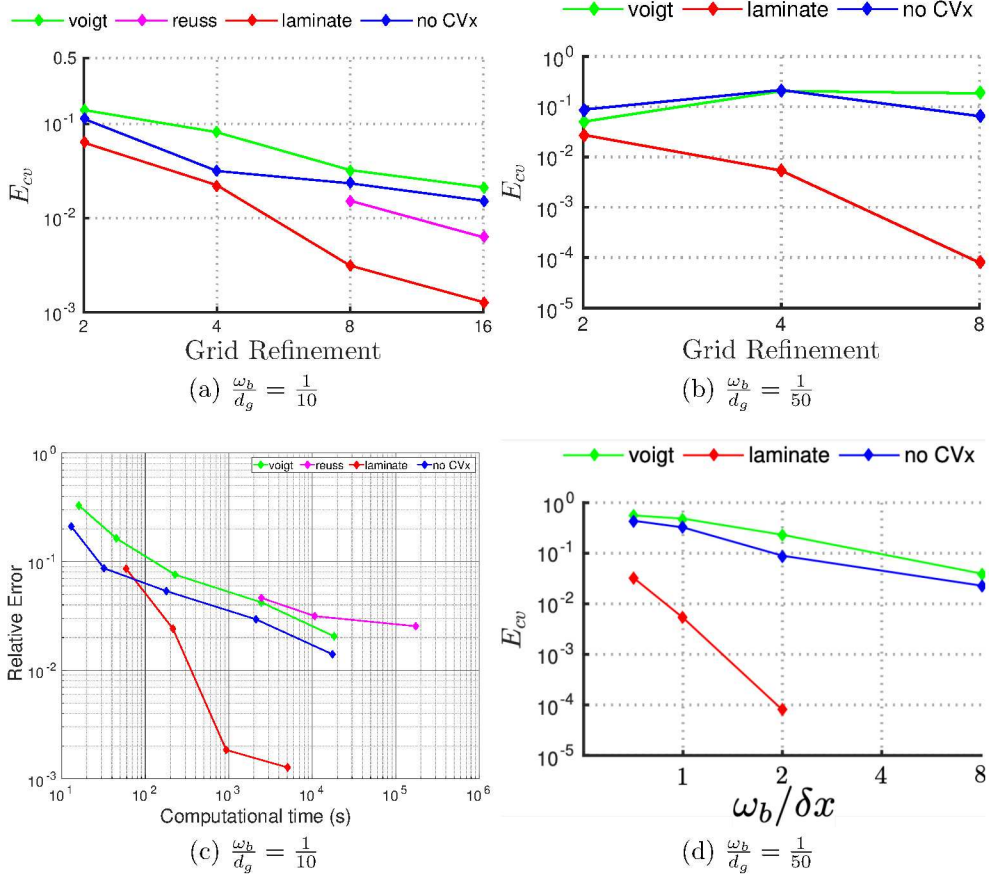 voigt reuss laminate no CVx
0.5
10^-1
10^-2
10^-3
E_cv
2 4 8 16
Grid Refinement
(a) ω_b/d_g = 1/10
voigt laminate no CVx
10^0
10^-1
10^-2
10^-3
10^-4
10^-5
E_cv
2 4 8
Grid Refinement
(b) ω_b/d_g = 1/50
voigt reuss laminate no CVx
10^0
10^-1
10^-2
10^-3
Relative Error
10^1 10^2 10^3 10^4 10^5 10^6
Computational time (s)
(c) ω_b/d_g = 1/10
voigt laminate no CVx
10^0
10^-1
10^-2
10^-3
10^-4
10^-5
E_cv
1 2 4 8
ω_b/δx
(d) ω_b/d_g = 1/50